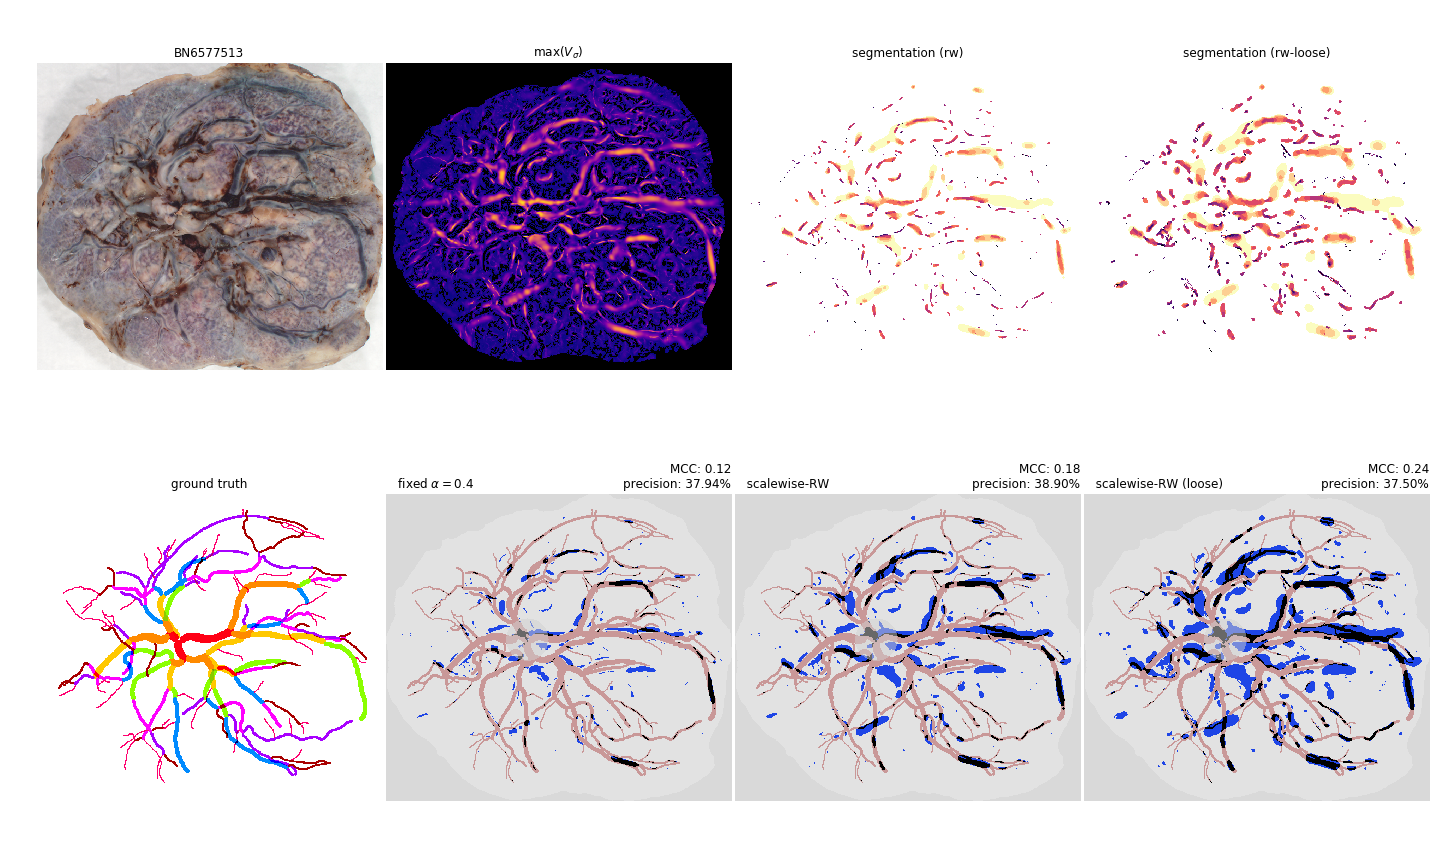 BN6577513
max(Vσ)
segmentation (rw)
segmentation (rw-loose)
ground truth
fixed α = 0.4
MCC: 0.12
precision: 37.94%
scalewise-RW
MCC: 0.18
precision: 38.90%
scalewise-RW (loose)
MCC: 0.24
precision: 37.50%